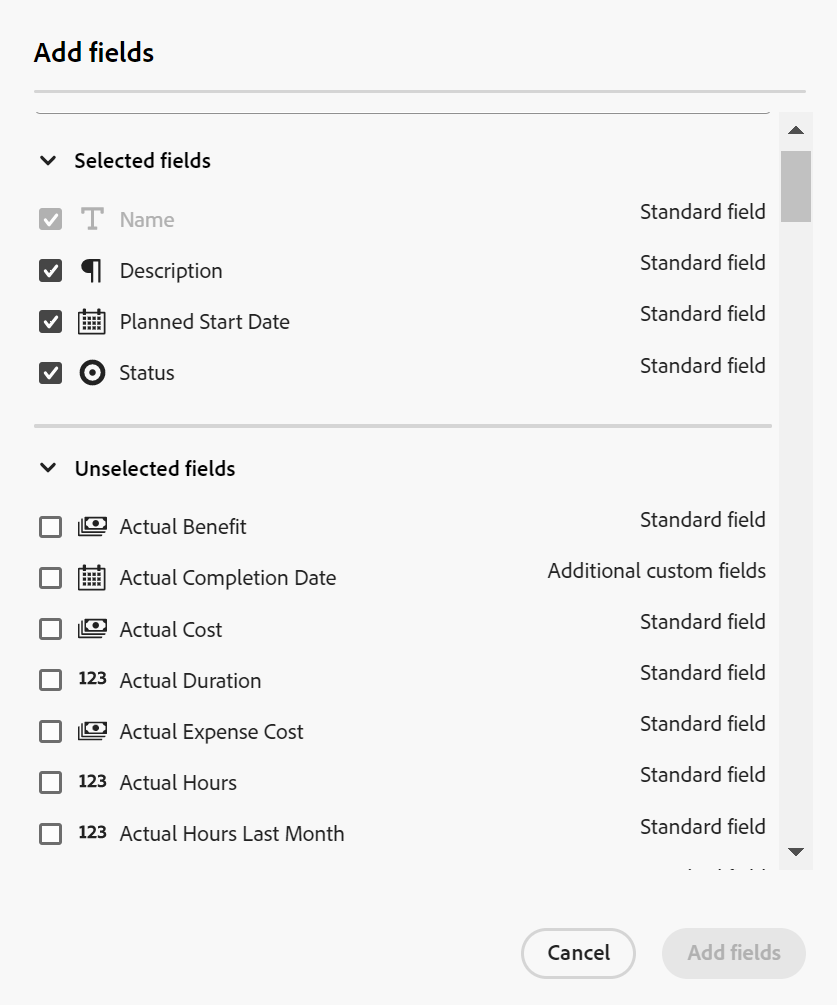 Add fields
Selected fields
Name Standard field
Description Standard field
Planned Start Date Standard field
Status Standard field
Unselected fields
Actual Benefit Standard field
Actual Completion Date Additional custom fields
Actual Cost Standard field
123 Actual Duration Standard field
Actual Expense Cost Standard field
123 Actual Hours Standard field
123 Actual Hours Last Month Standard field
Cancel Add fields